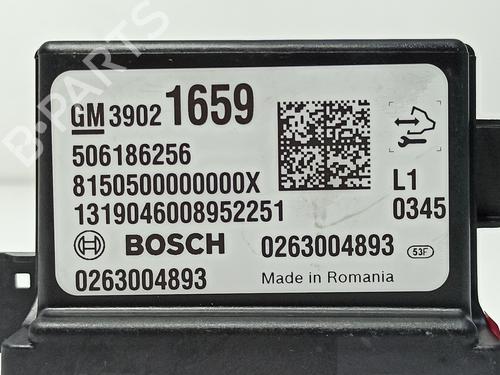 B-PARTS
GM 3902 1659
506186256
8150500000000X
1319046008952251
L1
0345
BOSCH 0263004893 53F
0263004893 Made in Romania